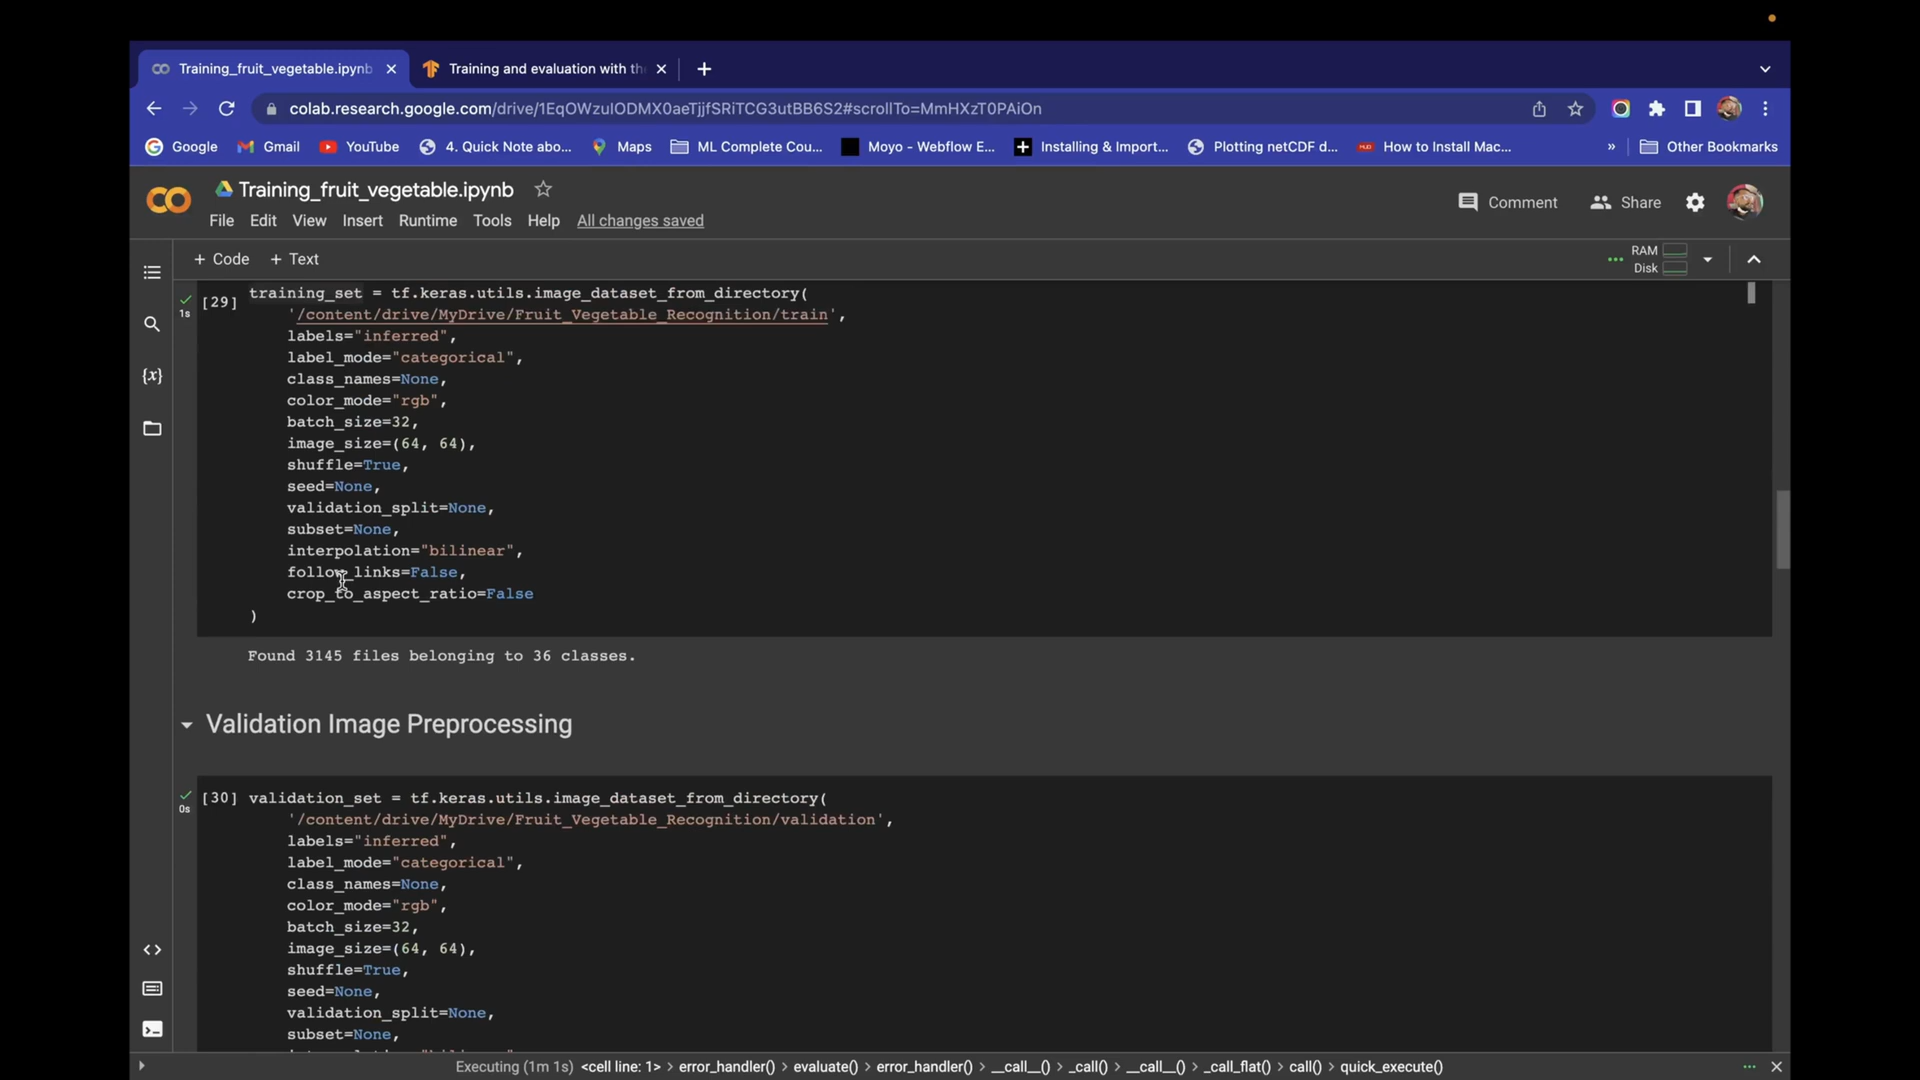 Training_fruit_vegetable.ipynb
Training and evaluation with th
colab.research.google.com/drive/1EqOWzuIODMX0aeTjjfSRiTCG3utBB6S2#scrollTo=MmHXzT0PAiOn
Google Gmail YouTube 4. Quick Note abo... Maps ML Complete Cou... Moyo - Webflow E... Installing & Import... Plotting netCDF d... How to Install Mac... » Other Bookmarks
Training_fruit_vegetable.ipynb
Comment Share
File Edit View Insert Runtime Tools Help All changes saved
+ Code + Text
RAM
Disk
[29] training_set = tf.keras.utils.image_dataset_from_directory(
1s
'/content/drive/MyDrive/Fruit_Vegetable_Recognition/train',
labels="inferred",
label_mode="categorical",
class_names=None,
color_mode="rgb",
batch_size=32,
image_size=(64, 64),
shuffle=True,
seed=None,
validation_split=None,
subset=None,
interpolation="bilinear",
follow_links=False,
crop_to_aspect_ratio=False
)
Found 3145 files belonging to 36 classes.
Validation Image Preprocessing
[30] validation_set = tf.keras.utils.image_dataset_from_directory(
0s
'/content/drive/MyDrive/Fruit_Vegetable_Recognition/validation',
labels="inferred",
label_mode="categorical",
class_names=None,
color_mode="rgb",
batch_size=32,
image_size=(64, 64),
shuffle=True,
seed=None,
validation_split=None,
subset=None,
Executing (1m 1s) <cell line: 1> > error_handler() > evaluate() > error_handler() > __call__() > _call() > __call__() > _call_flat() > call() > quick_execute()